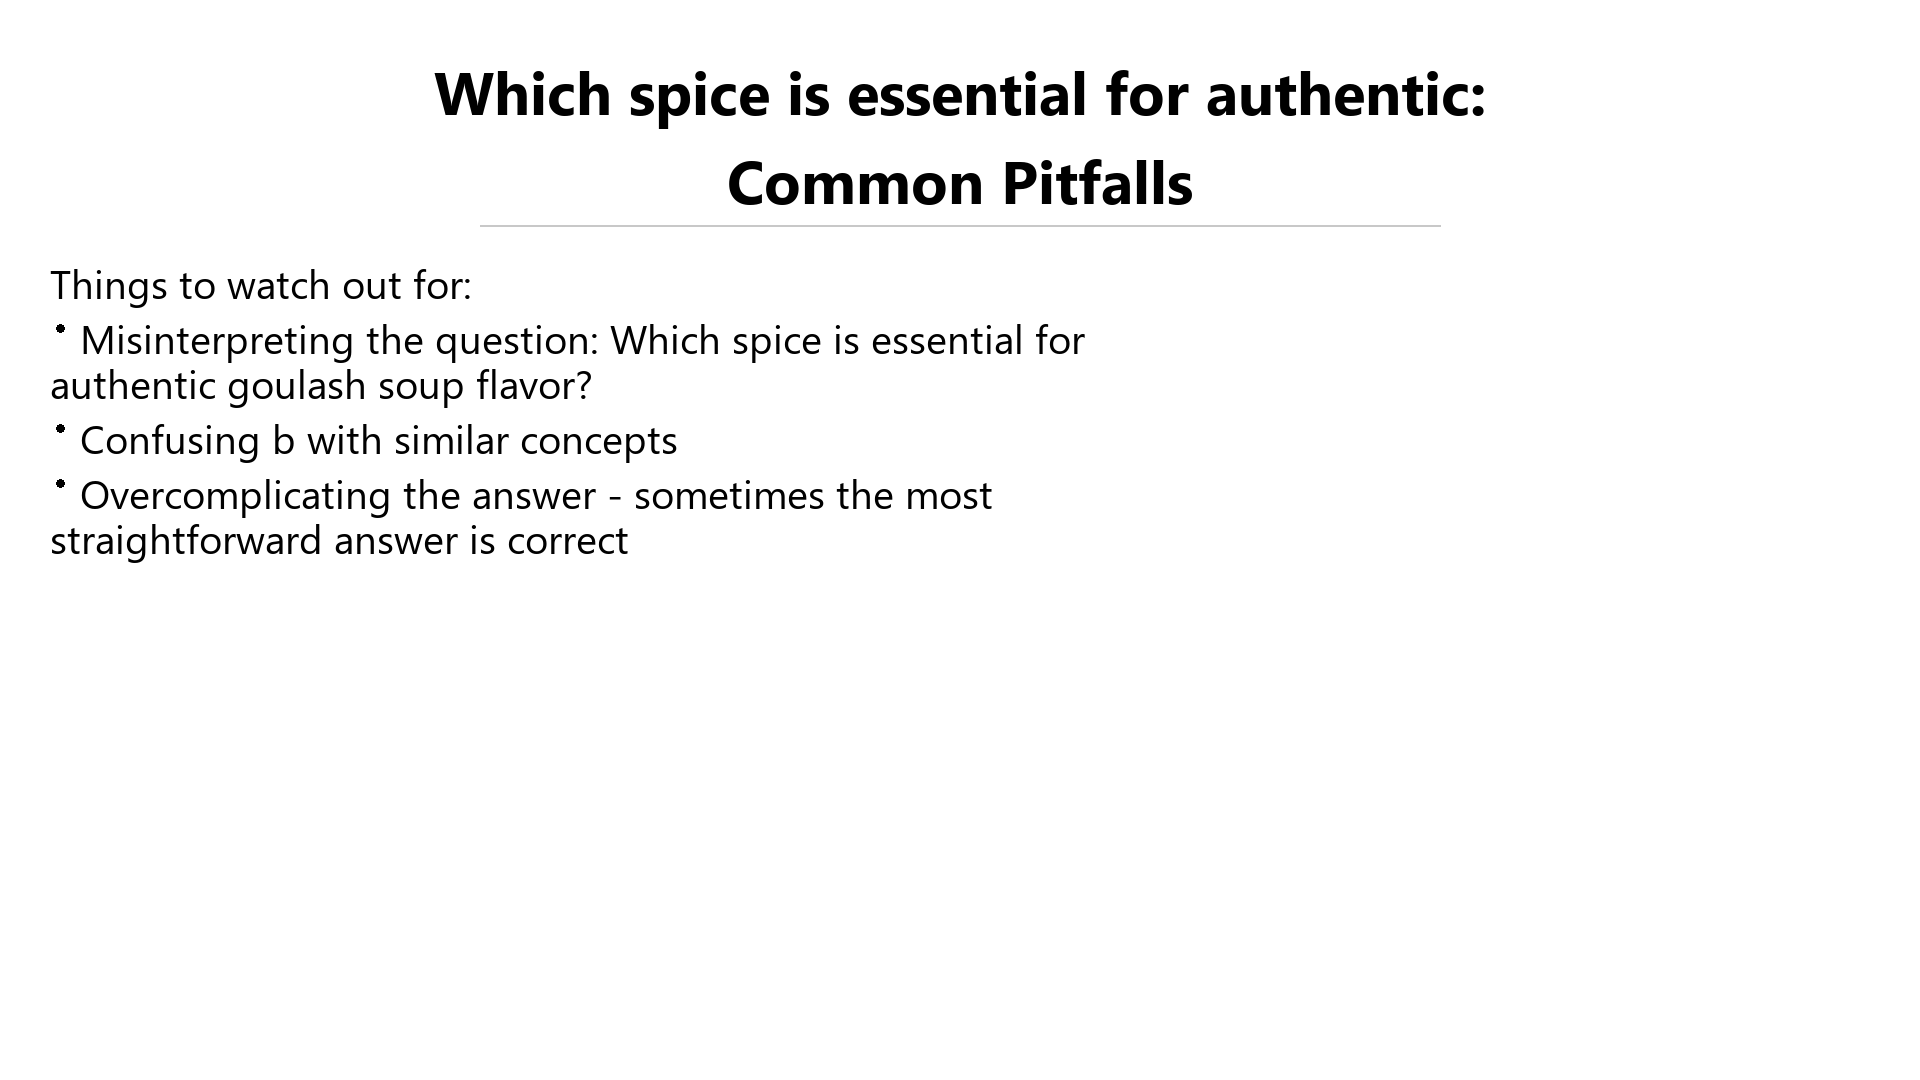 Which spice is essential for authentic:
Common Pitfalls
Things to watch out for:
• Misinterpreting the question: Which spice is essential for
authentic goulash soup flavor?
• Confusing b with similar concepts
• Overcomplicating the answer - sometimes the most
straightforward answer is correct